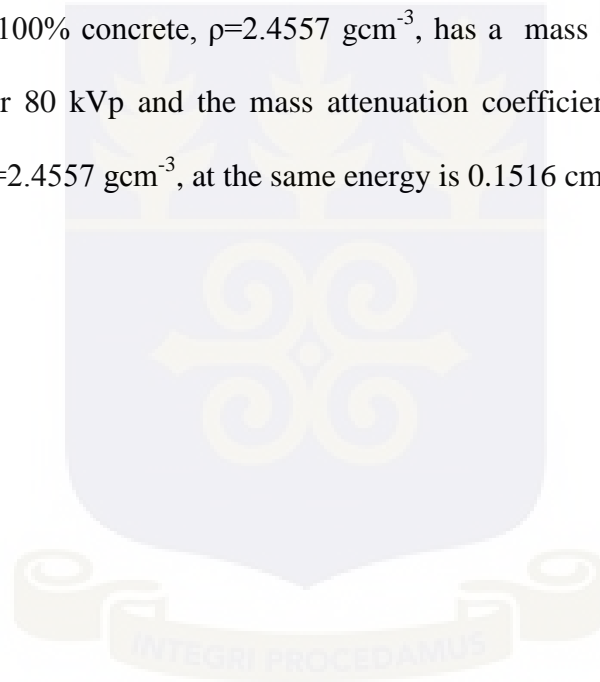 100% concrete, ρ=2.4557 gcm⁻³, has a mass
r 80 kVp and the mass attenuation coefficien
=2.4557 gcm⁻³, at the same energy is 0.1516 cm
INTEGRI PROCEDAMUS